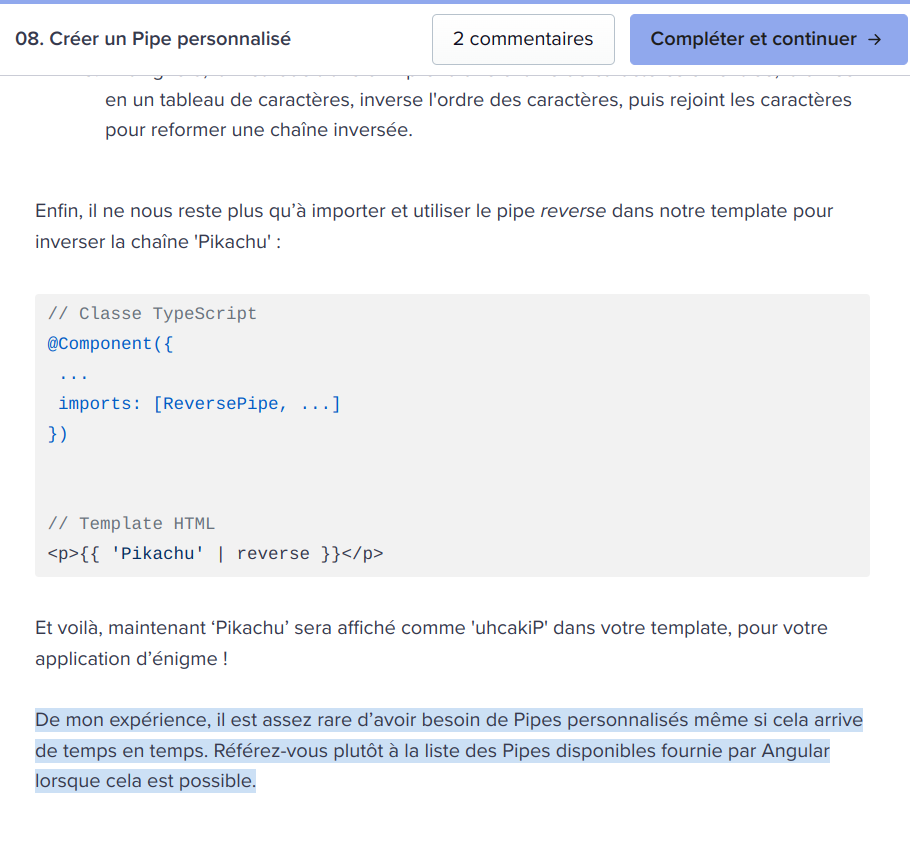 08. Créer un Pipe personnalisé
2 commentaires
Compléter et continuer →
en un tableau de caractères, inverse l'ordre des caractères, puis rejoint les caractères
pour reformer une chaîne inversée.
Enfin, il ne nous reste plus qu’à importer et utiliser le pipe reverse dans notre template pour
inverser la chaîne 'Pikachu' :
// Classe TypeScript
@Component({
...
imports: [ReversePipe, ...]
})
// Template HTML
<p>{{ 'Pikachu' | reverse }}</p>
Et voilà, maintenant ‘Pikachu’ sera affiché comme 'uhcakiP' dans votre template, pour votre
application d’énigme !
De mon expérience, il est assez rare d’avoir besoin de Pipes personnalisés même si cela arrive
de temps en temps. Référez-vous plutôt à la liste des Pipes disponibles fournie par Angular
lorsque cela est possible.